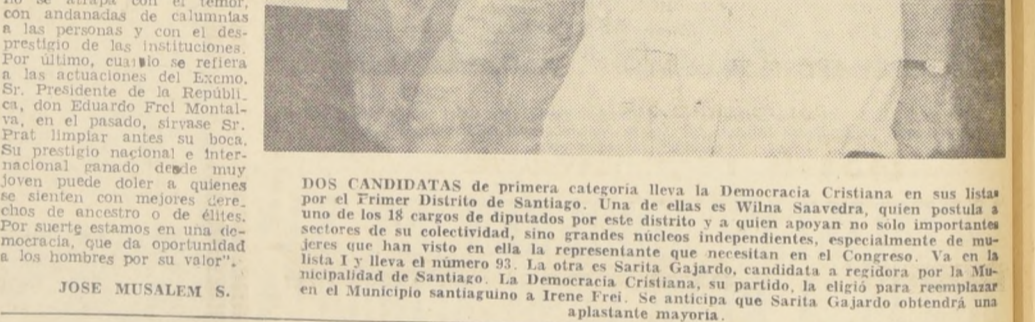 no se atrapa con el temor,
con andanadas de calumnias
a las personas y con el des-
prestigio de las instituciones.
Por último, cuando se refiera
a las actuaciones del Excmo.
Sr. Presidente de la Repúbli-
ca, don Eduardo Frei Montal-
va, en el pasado, sírvase Sr.
Prat limpiar antes su boca.
Su prestigio nacional e inter-
nacional ganado desde muy
joven puede doler a quienes
se sienten con mejores dere-
chos de ancestro o de élites.
Por suerte estamos en una de-
mocracia, que da oportunidad
a los hombres por su valor".
JOSE MUSALEM S.
DOS CANDIDATAS de primera categoría lleva la Democracia Cristiana en sus listas
por el Primer Distrito de Santiago. Una de ellas es Wilna Saavedra, quien postula a
uno de los 18 cargos de diputados por este distrito y a quien apoyan no solo importantes
sectores de su colectividad, sino grandes núcleos independientes, especialmente de mu-
jeres que han visto en ella la representante que necesitan en el Congreso. Va en la
lista I y lleva el número 93. La otra es Sarita Gajardo, candidata a regidora por la Mu-
nicipalidad de Santiago. La Democracia Cristiana, su partido, la eligió para reemplazar
en el Municipio santiaguino a Irene Frei. Se anticipa que Sarita Gajardo obtendrá una
aplastante mayoría.